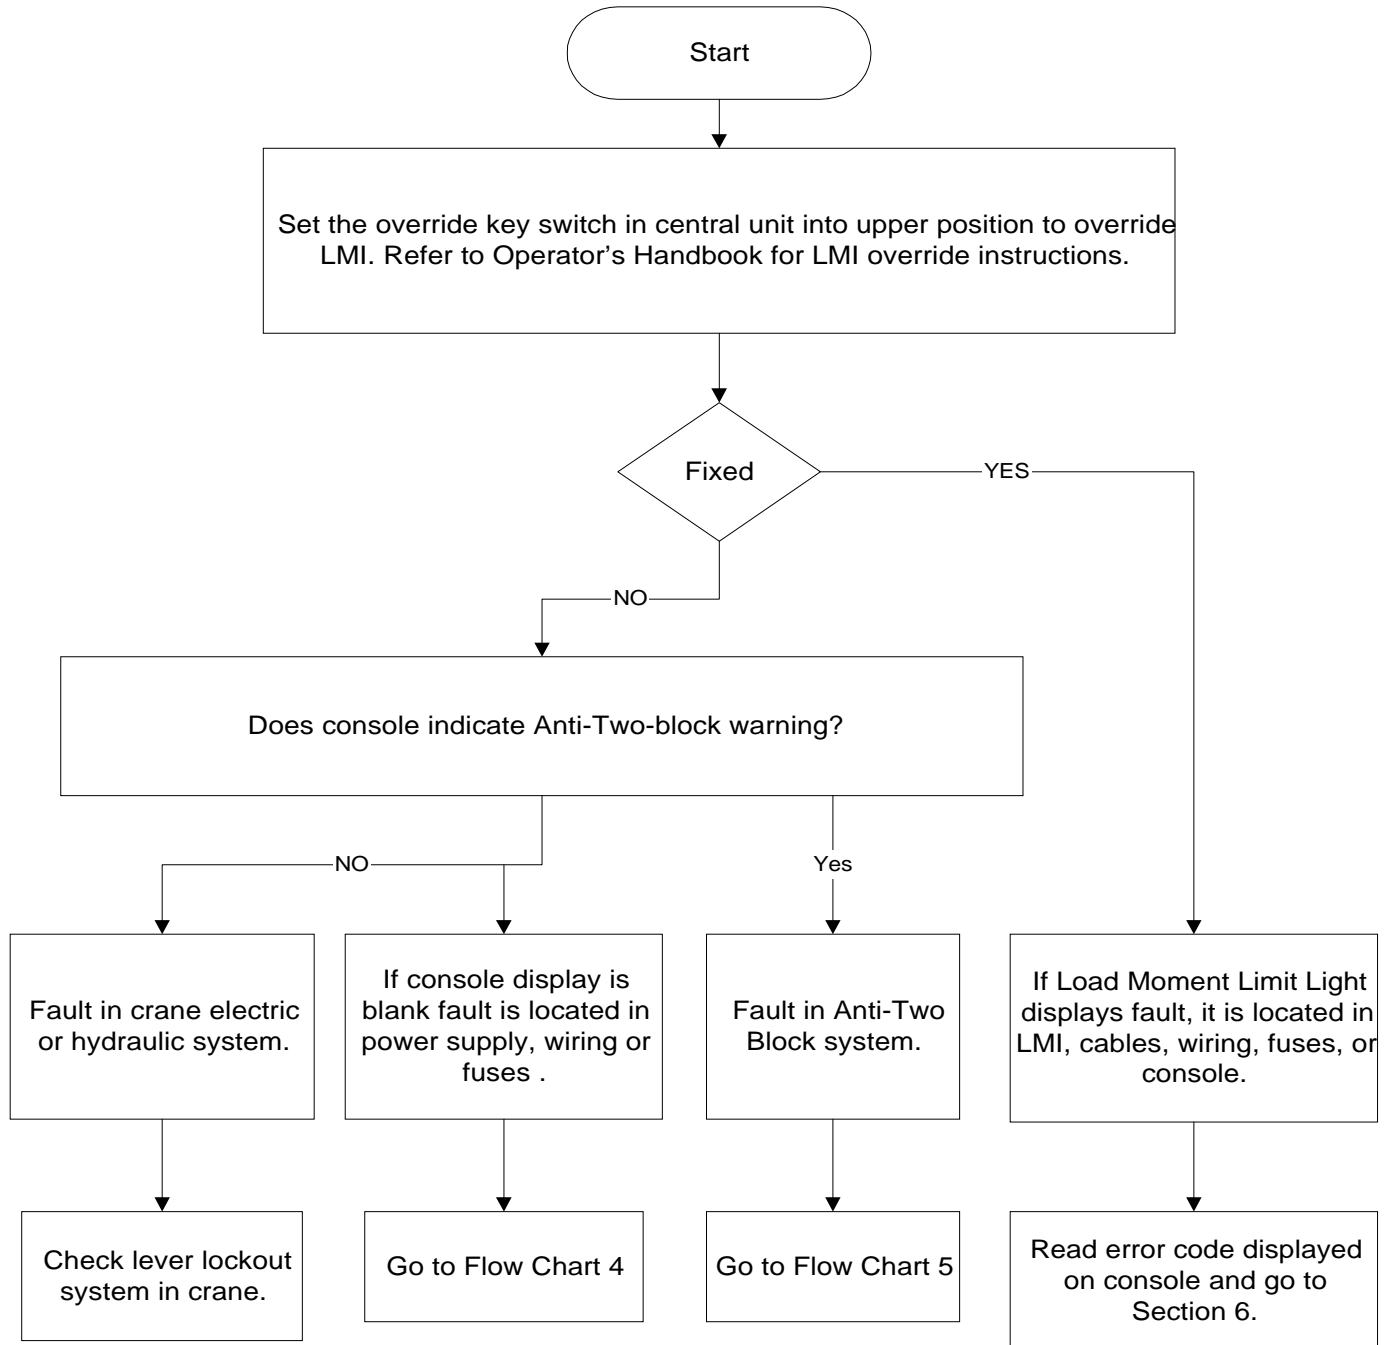 Start
Set the override key switch in central unit into upper position to override
LMI. Refer to Operator's Handbook for LMI override instructions.
Fixed
YES
NO
Does console indicate Anti-Two-block warning?
NO
Yes
Fault in crane electric
or hydraulic system.
If console display is
blank fault is located in
power supply, wiring or
fuses .
Fault in Anti-Two
Block system.
If Load Moment Limit Light
displays fault, it is located in
LMI, cables, wiring, fuses, or
console.
Check lever lockout
system in crane.
Go to Flow Chart 4
Go to Flow Chart 5
Read error code displayed
on console and go to
Section 6.